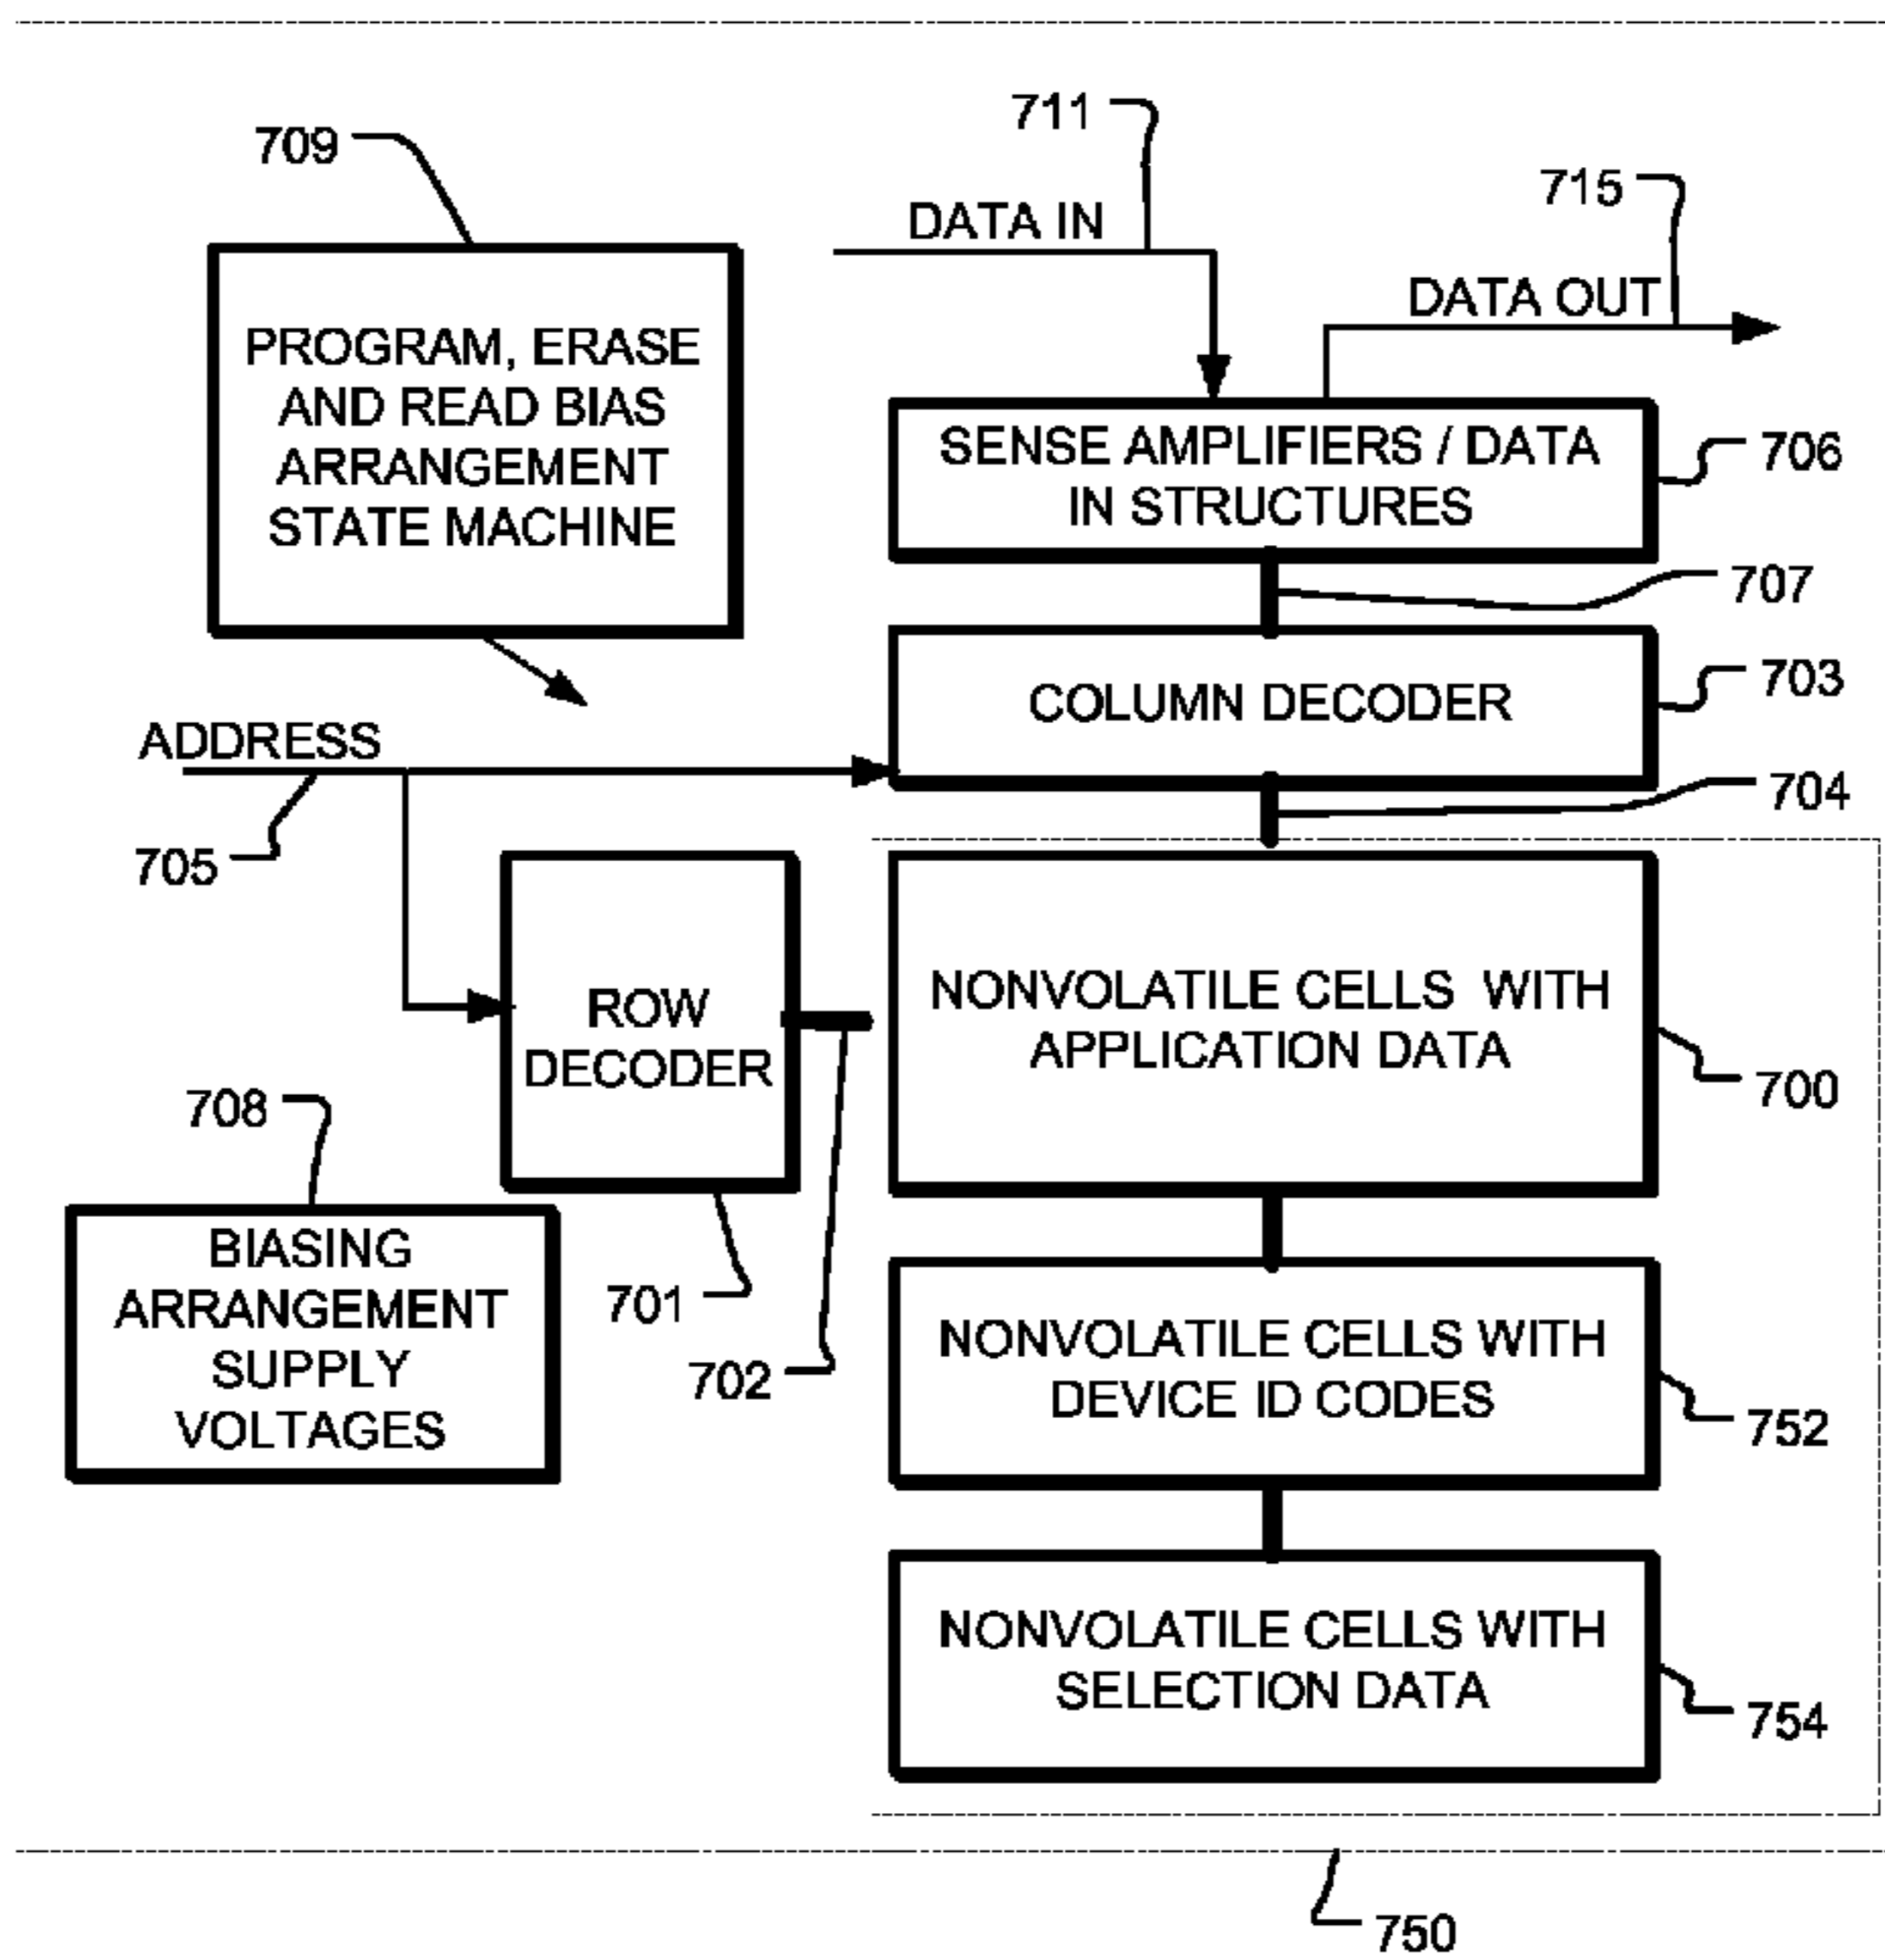 711
709
715
DATA IN
DATA OUT
PROGRAM, ERASE
AND READ BIAS
ARRANGEMENT
STATE MACHINE
SENSE AMPLIFIERS / DATA
IN STRUCTURES
706
707
703
COLUMN DECODER
ADDRESS
704
705
ROW
DECODER
NONVOLATILE CELLS WITH
APPLICATION DATA
700
708
BIASING
ARRANGEMENT
SUPPLY
VOLTAGES
701
702
NONVOLATILE CELLS WITH
DEVICE ID CODES
752
NONVOLATILE CELLS WITH
SELECTION DATA
754
750